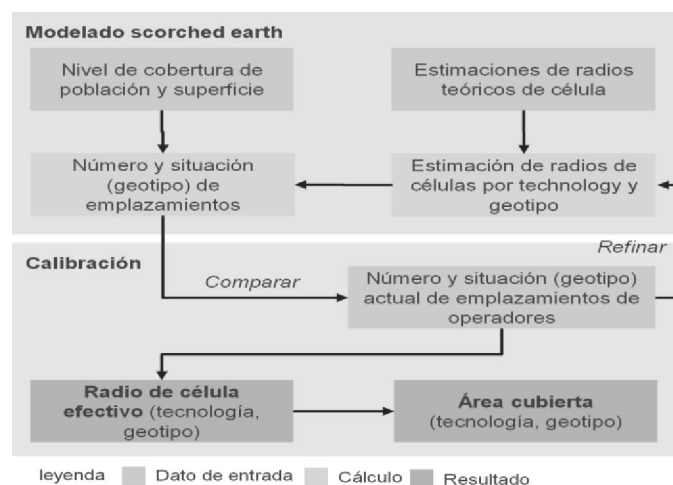 Modelado scorched earth
Nivel de cobertura de
población y superficie
Estimaciones de radios
teóricos de célula
Número y situación
(geotipo) de
emplazamientos
Estimación de radios de
células por technology y
geotipo
Refinar
Calibración
Comparar
Número y situación (geotipo)
actual de emplazamientos de
operadores
Radio de célula
efectivo (tecnología,
geotipo)
Área cubierta
(tecnología, geotipo)
leyenda Dato de entrada Cálculo Resultado